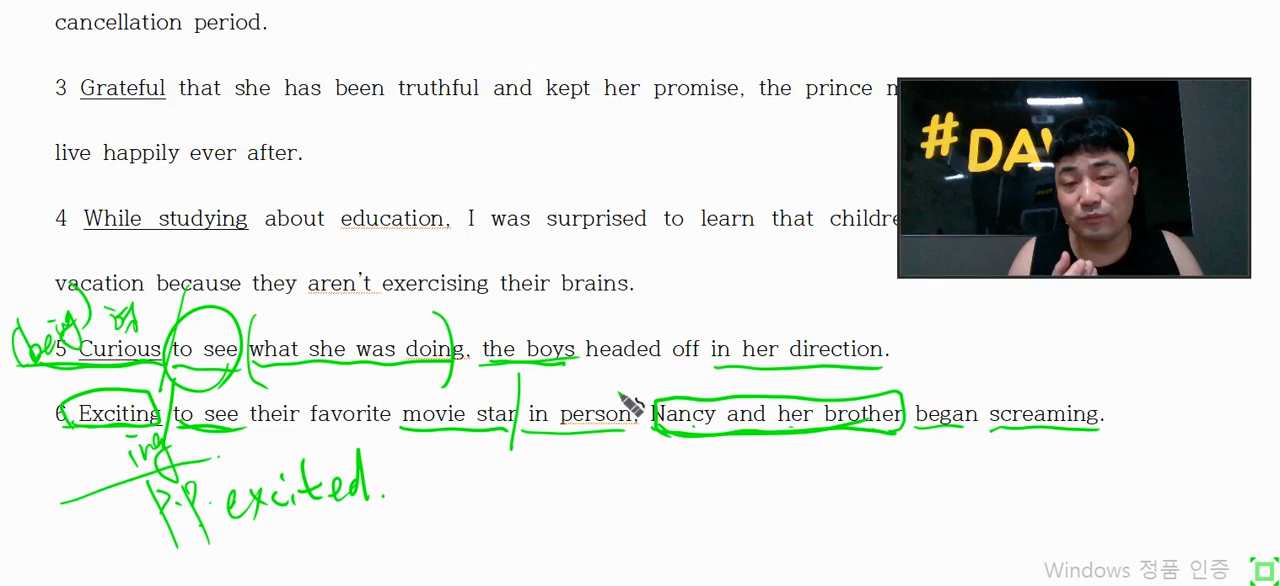 cancellation period.
3 Grateful that she has been truthful and kept her promise, the prince
live happily ever after.
4 While studying about education, I was surprised to learn that
vacation because they aren't exercising their brains.
(being)
5 Curious to see what she was doing, the boys headed off in her direction.
6 Exciting to see their favorite movie star in person, Nancy and her brother began screaming.
ing
p.p. excited.
#DAV
Windows 정품 인증